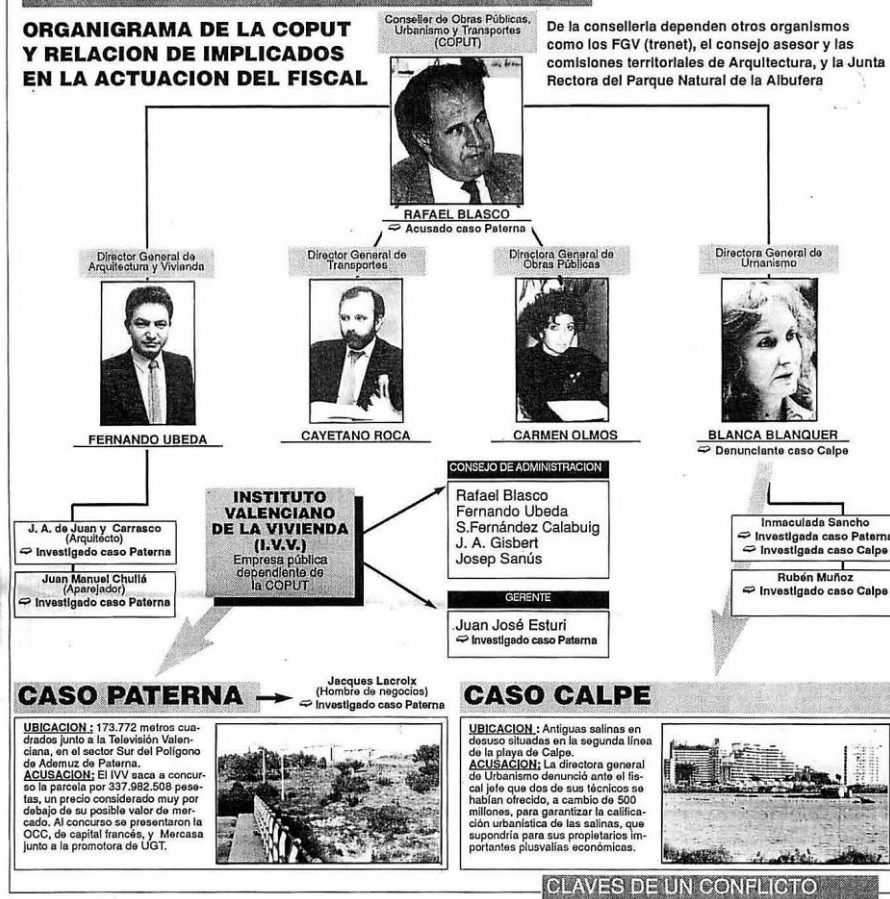 ORGANIGRAMA DE LA COPUT
Y RELACION DE IMPLICADOS
EN LA ACTUACION DEL FISCAL
Conseller de Obras Públicas,
Urbanismo y Transportes
(COPUT)
De la conselleria dependen otros organismos
como los FGV (trenet), el consejo asesor y las
comisiones territoriales de Arquitectura, y la Junta
Rectora del Parque Natural de la Albufera
RAFAEL BLASCO
Acusado caso Paterna
Director General de
Arquitectura y Vivienda
FERNANDO UBEDA
Director General de
Transportes
CAYETANO ROCA
Directora General de
Obras Públicas
CARMEN OLMOS
Directora General de
Urnanismo
BLANCA BLANQUER
Denunciante caso Calpe
J. A. de Juan y Carrasco
(Arquitecto)
Investigado caso Paterna
Juan Manuel Chullá
(Aparejador)
Investigado caso Paterna
INSTITUTO
VALENCIANO
DE LA VIVIENDA
(I.V.V.)
Empresa pública
dependiente de
la COPUT
CONSEJO DE ADMINISTRACION
Rafael Blasco
Fernando Ubeda
S.Fernández Calabuig
J. A. Gisbert
Josep Sanús
GERENTE
Juan José Esturi
Investigado caso Paterna
Inmaculada Sancho
Investigada caso Paterna
Investigada caso Calpe
Rubén Muñoz
Investigado caso Calpe
CASO PATERNA
Jacques Lacroix
(Hombre de negocios)
Investigado caso Paterna
UBICACION : 173.772 metros cua-
drados junto a la Televisión Valen-
ciana, en el sector Sur del Polígono
de Ademuz de Paterna.
ACUSACION: El IVV saca a concur-
so la parcela por 337.982.508 pese-
tas, un precio considerado muy por
debajo de su posible valor de mer-
cado. Al concurso se presentaron la
OCC, de capital francés, y Mercasa
junto a la promotora de UGT.
CASO CALPE
UBICACION : Antiguas salinas en
desuso situadas en la segunda línea
de la playa de Calpe.
ACUSACION: La directora general
de Urbanismo denunció ante el fis-
cal jefe que dos de sus técnicos se
habían ofrecido, a cambio de 500
millones, para garantizar la califica-
ción urbanística de las salinas, que
supondría para sus propietarios im-
portantes plusvalías económicas.
CLAVES DE UN CONFLICTO